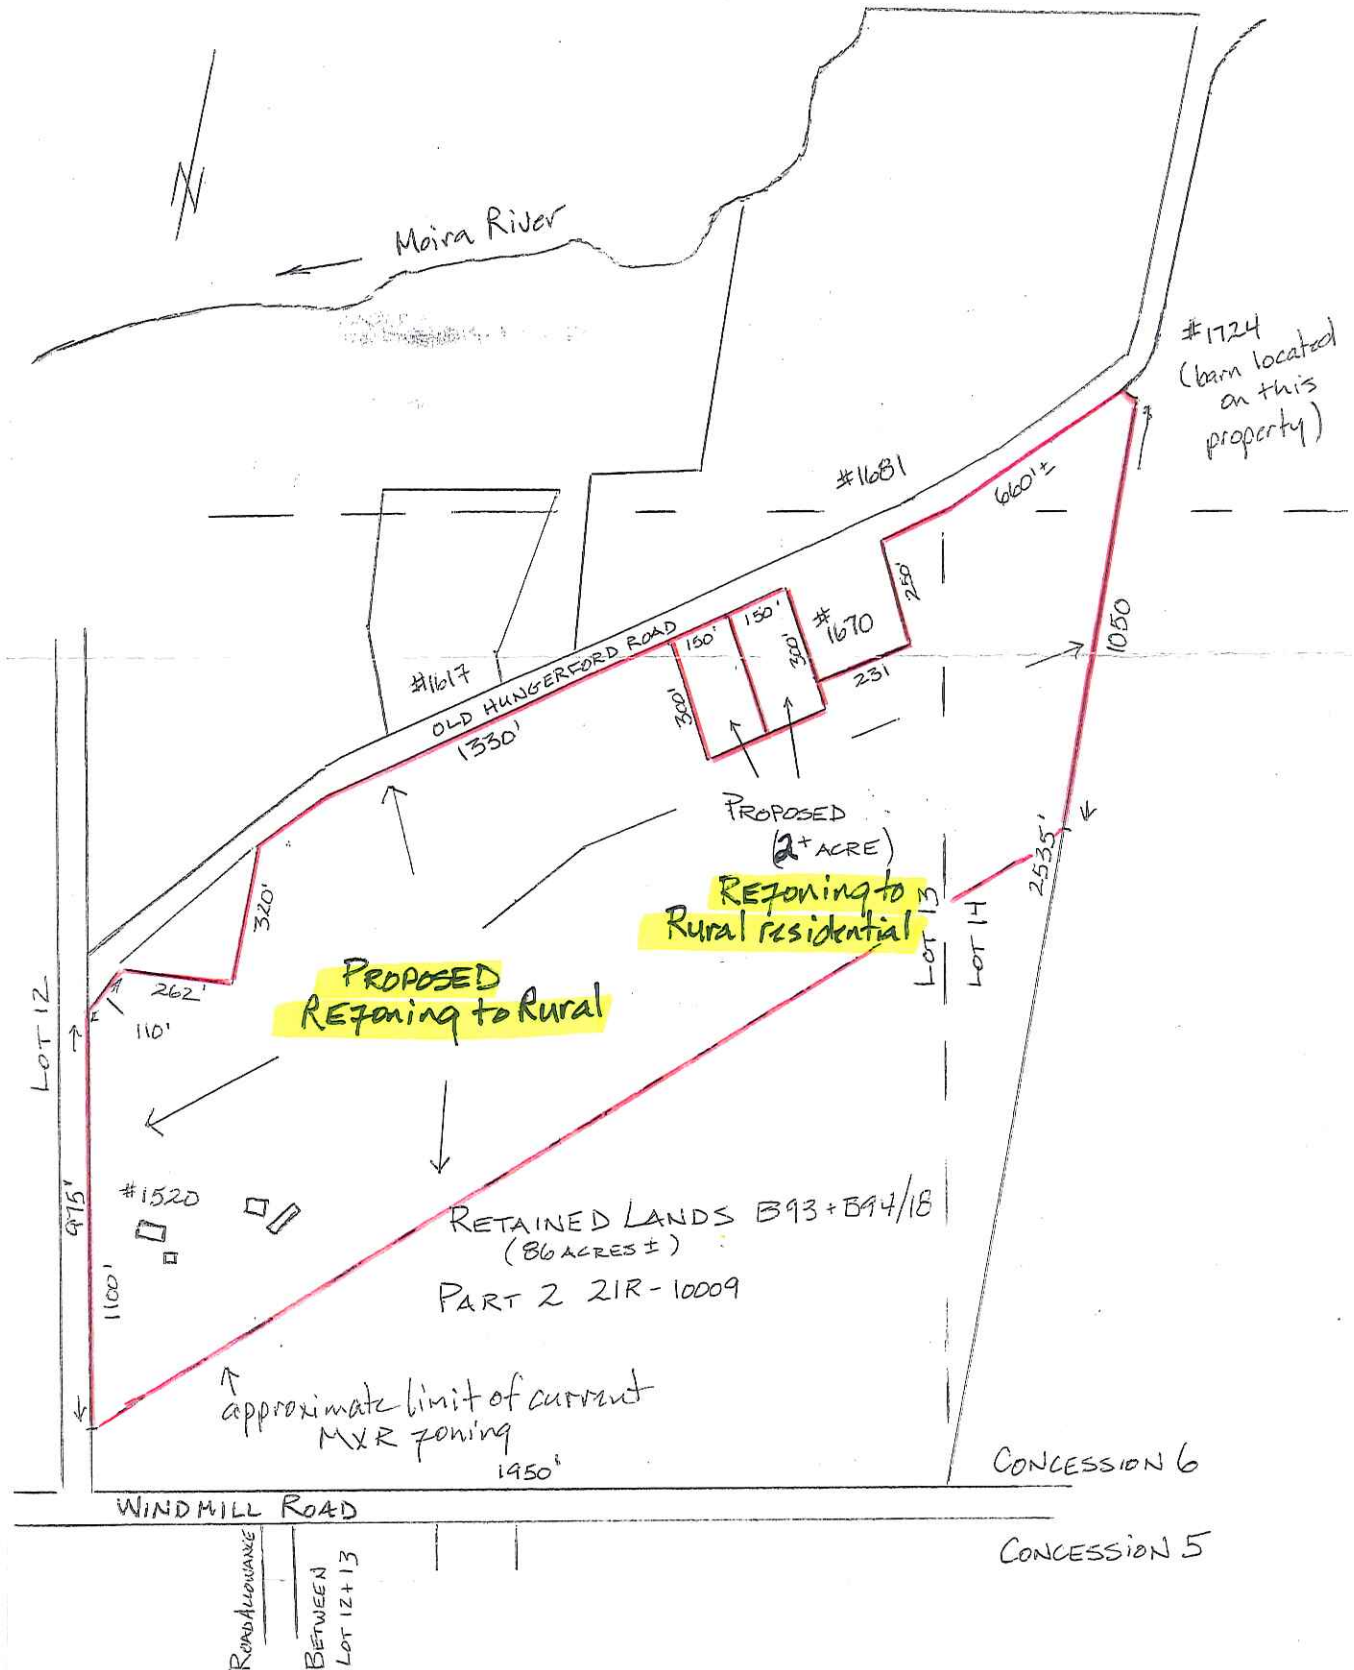 N
Moira River
#1724
(barn located
on this
property)
#1681
660'±
250'
#
1670
231
150'
150'
300'
300'
1050
#1617
OLD HUNGERFORD ROAD
1330'
PROPOSED
(2+ ACRE)
REzoning to
Rural residential
2535'
LOT 13
LOT 14
320'
262'
110'
LOT 12
PROPOSED
REzoning to Rural
975'
1100'
#1520
RETAINED LANDS B93+B94/18
(86 ACRES ±)
PART 2 21R-10009
approximate limit of current
MXR zoning
1950'
CONCESSION 6
WINDMILL ROAD
CONCESSION 5
ROAD ALLOWANCE
BETWEEN
LOT 12+13